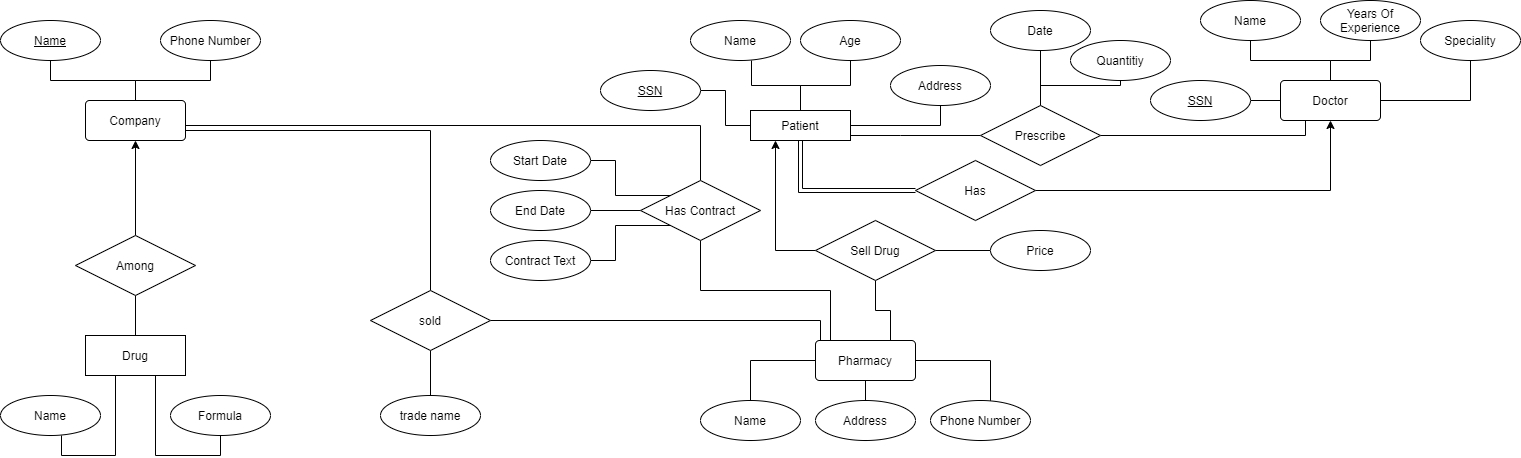 Name
Phone Number
Company
Among
Drug
Name
Formula
sold
trade name
Start Date
End Date
Contract Text
Has Contract
Name
Age
SSN
Address
Patient
Date
Quantitiy
Prescribe
Name
Years Of
Experience
Speciality
SSN
Doctor
Has
Sell Drug
Price
Pharmacy
Name
Address
Phone Number